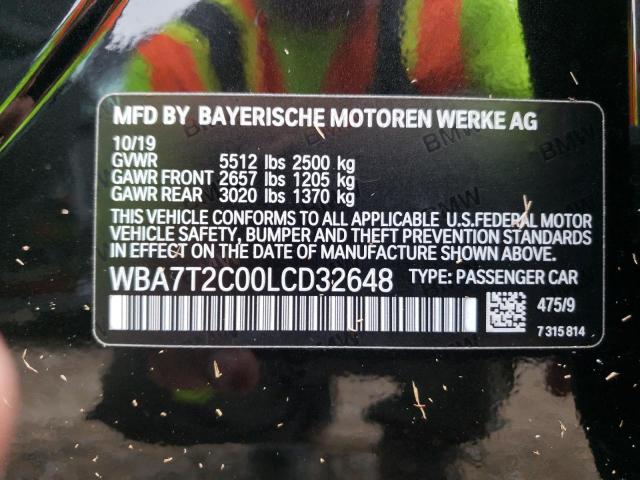 MFD BY BAYERISCHE MOTOREN WERKE AG
10/19
GVWR 5512 lbs 2500 kg
GAWR FRONT 2657 lbs 1205 kg
GAWR REAR 3020 lbs 1370 kg
THIS VEHICLE CONFORMS TO ALL APPLICABLE U.S.FEDERAL MOTOR
VEHICLE SAFETY, BUMPER AND THEFT PREVENTION STANDARDS
IN EFFECT ON THE DATE OF MANUFACTURE SHOWN ABOVE.
WBA7T2C00LCD32648 TYPE: PASSENGER CAR
475/9
7 315 814